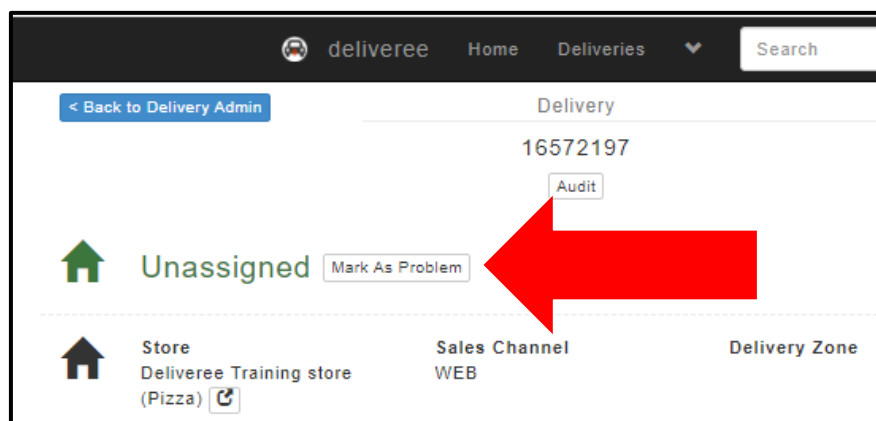 deliveree Home Deliveries Search
< Back to Delivery Admin
Delivery
16572197
Audit
Unassigned Mark As Problem
Store Sales Channel Delivery Zone
Deliveree Training store WEB
(Pizza)